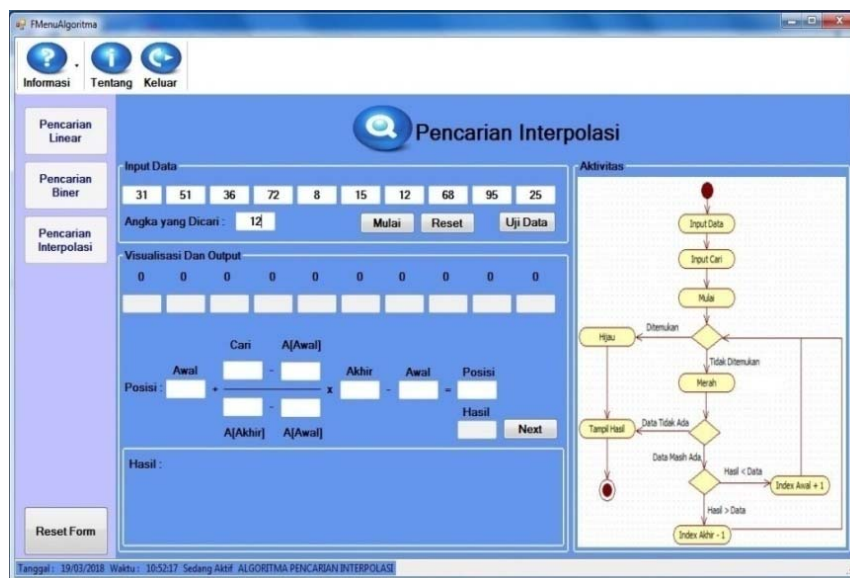 FMenuAlgoritma
Informasi Tentang Keluar
Pencarian Linear
Pencarian Biner
Pencarian Interpolasi
Reset Form
Pencarian Interpolasi
Input Data
31 51 36 72 8 15 12 68 95 25
Angka yang Dicari : 12 Mulai Reset Uji Data
Visualisasi Dan Output
0 0 0 0 0 0 0 0 0 0
Cari A[Awal]
-
Awal Akhir Awal Posisi
Posisi : + x - =
-
Hasil
A[Akhir] A[Awal] Next
Hasil :
Aktivitas
Input Data
Input Cari
Mulai
Ditemukan
Hijau
Tidak Ditemukan
Merah
Tampil Hasil
Data Tidak Ada
Data Masih Ada
Hasil < Data
Index Awal + 1
Hasil > Data
Index Akhir - 1
Tanggal : 19/03/2018 Waktu : 10:52:17 Sedang Aktif ALGORITMA PENCARIAN INTERPOLASI